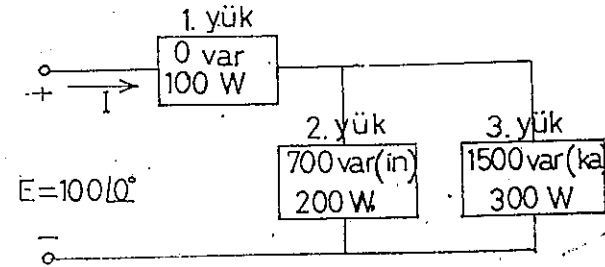 1. yük
0 var
100 W
+
I
2. yük
700 var(in)
200 W.
3. yük
1500 var(ka)
300 W
E=100∠0°
−